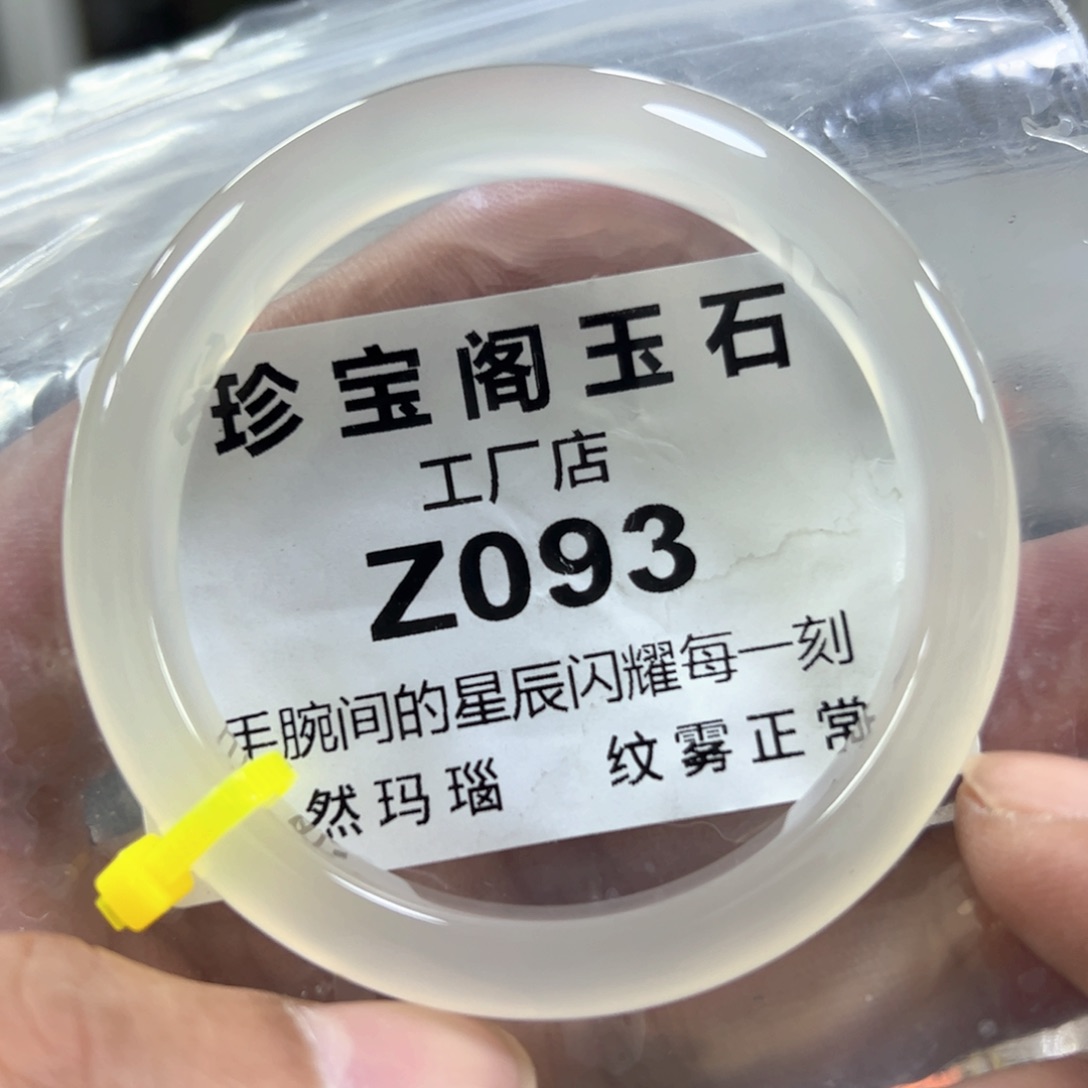 珍宝阁玉石
工厂店
Z093
手腕间的星辰闪耀每一刻
然玛瑙 纹雾正常